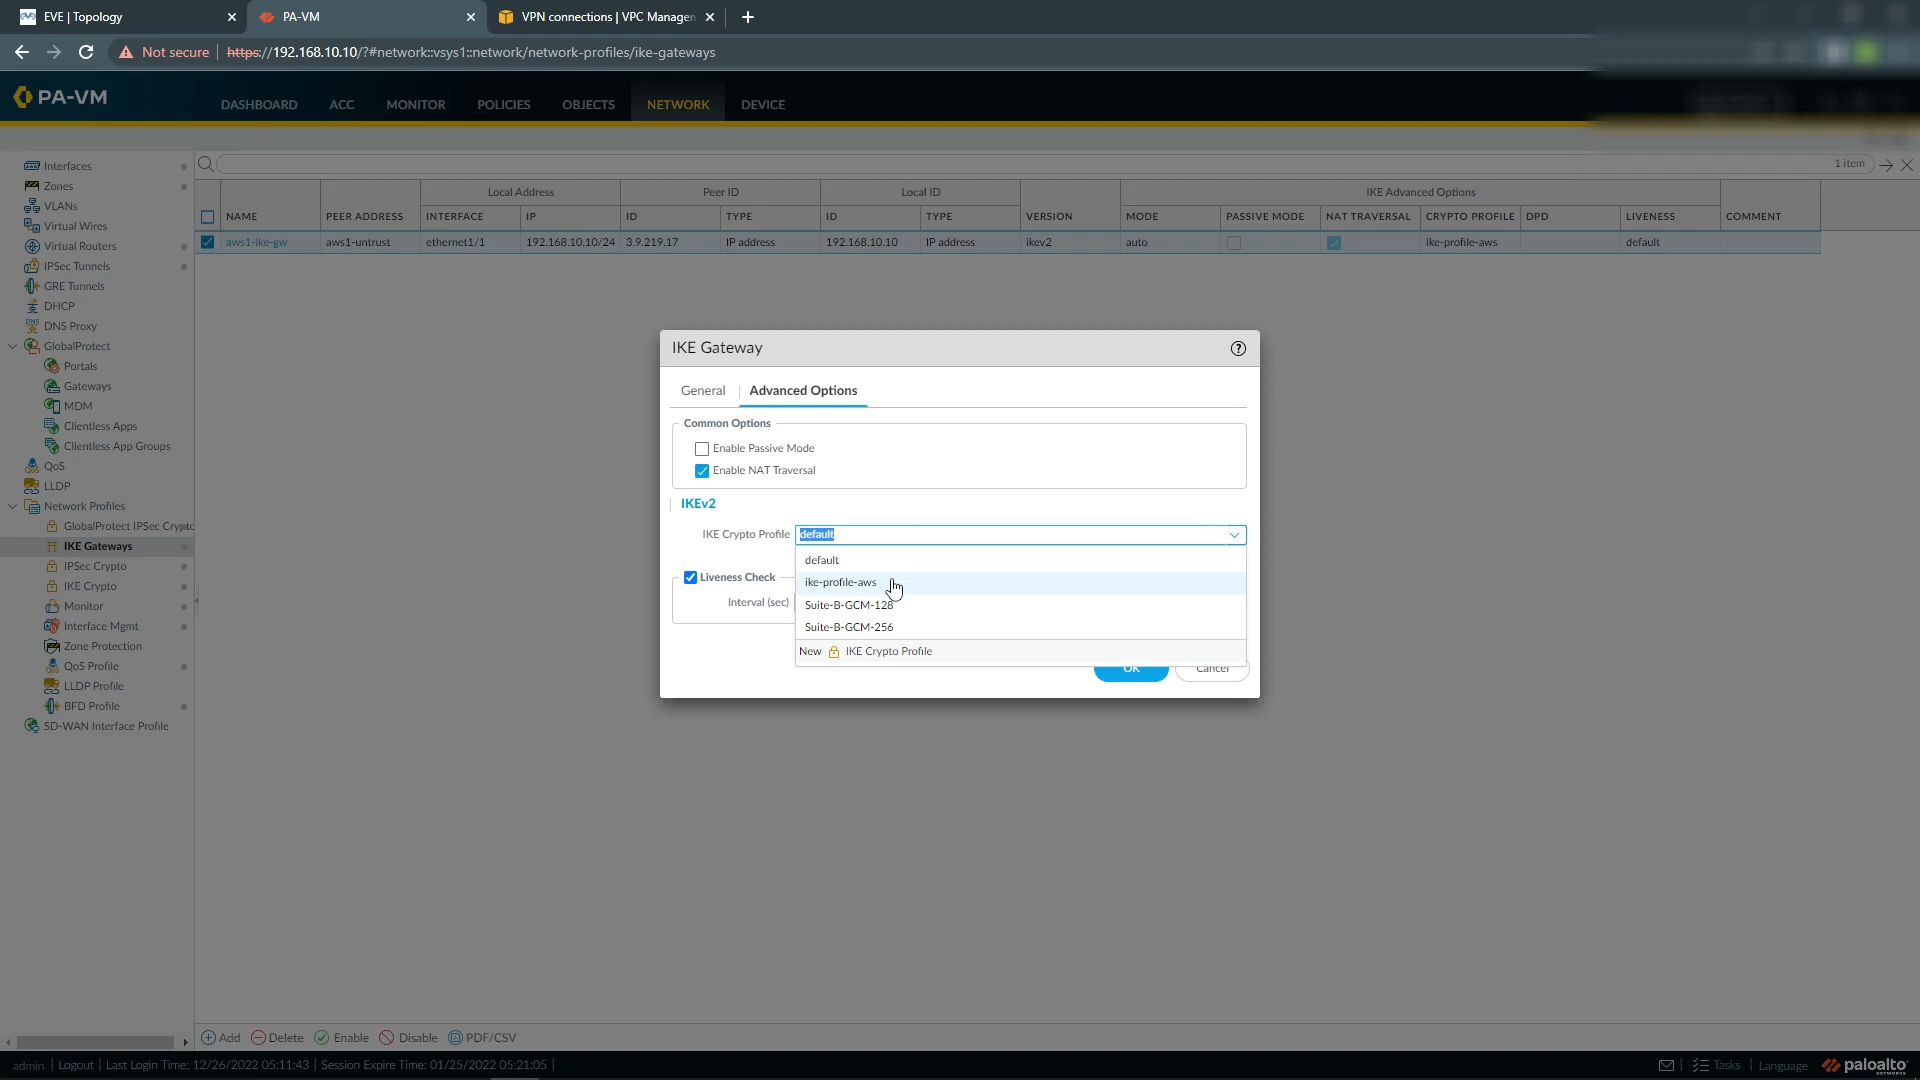 EVE | Topology
PA-VM
VPN connections | VPC Managem
Not secure
https://192.168.10.10/?#network::vsys1::network/network-profiles/ike-gateways
PA-VM
DASHBOARD ACC MONITOR POLICIES OBJECTS NETWORK DEVICE
Interfaces
Zones
VLANs
Virtual Wires
Virtual Routers
IPSec Tunnels
GRE Tunnels
DHCP
DNS Proxy
GlobalProtect
Portals
Gateways
MDM
Clientless Apps
Clientless App Groups
QoS
LLDP
Network Profiles
GlobalProtect IPSec Crypto
IKE Gateways
IPSec Crypto
IKE Crypto
Monitor
Interface Mgmt
Zone Protection
QoS Profile
LLDP Profile
BFD Profile
SD-WAN Interface Profile
1 item
Local Address Peer ID Local ID IKE Advanced Options
NAME PEER ADDRESS INTERFACE IP ID TYPE ID TYPE VERSION MODE PASSIVE MODE NAT TRAVERSAL CRYPTO PROFILE DPD LIVENESS COMMENT
aws1-ike-gw aws1-untrust ethernet1/1 192.168.10.10/24 3.9.219.17 IP address 192.168.10.10 IP address ikev2 auto ike-profile-aws default
IKE Gateway
General Advanced Options
Common Options
Enable Passive Mode
Enable NAT Traversal
IKEv2
IKE Crypto Profile default
default
Liveness Check
ike-profile-aws
Interval (sec)
Suite-B-GCM-128
Suite-B-GCM-256
New IKE Crypto Profile
OK Cancel
Add Delete Enable Disable PDF/CSV
admin | Logout | Last Login Time: 12/26/2022 05:11:43 | Session Expire Time: 01/25/2022 05:21:05 |
Tasks | Language
paloalto
NETWORKS